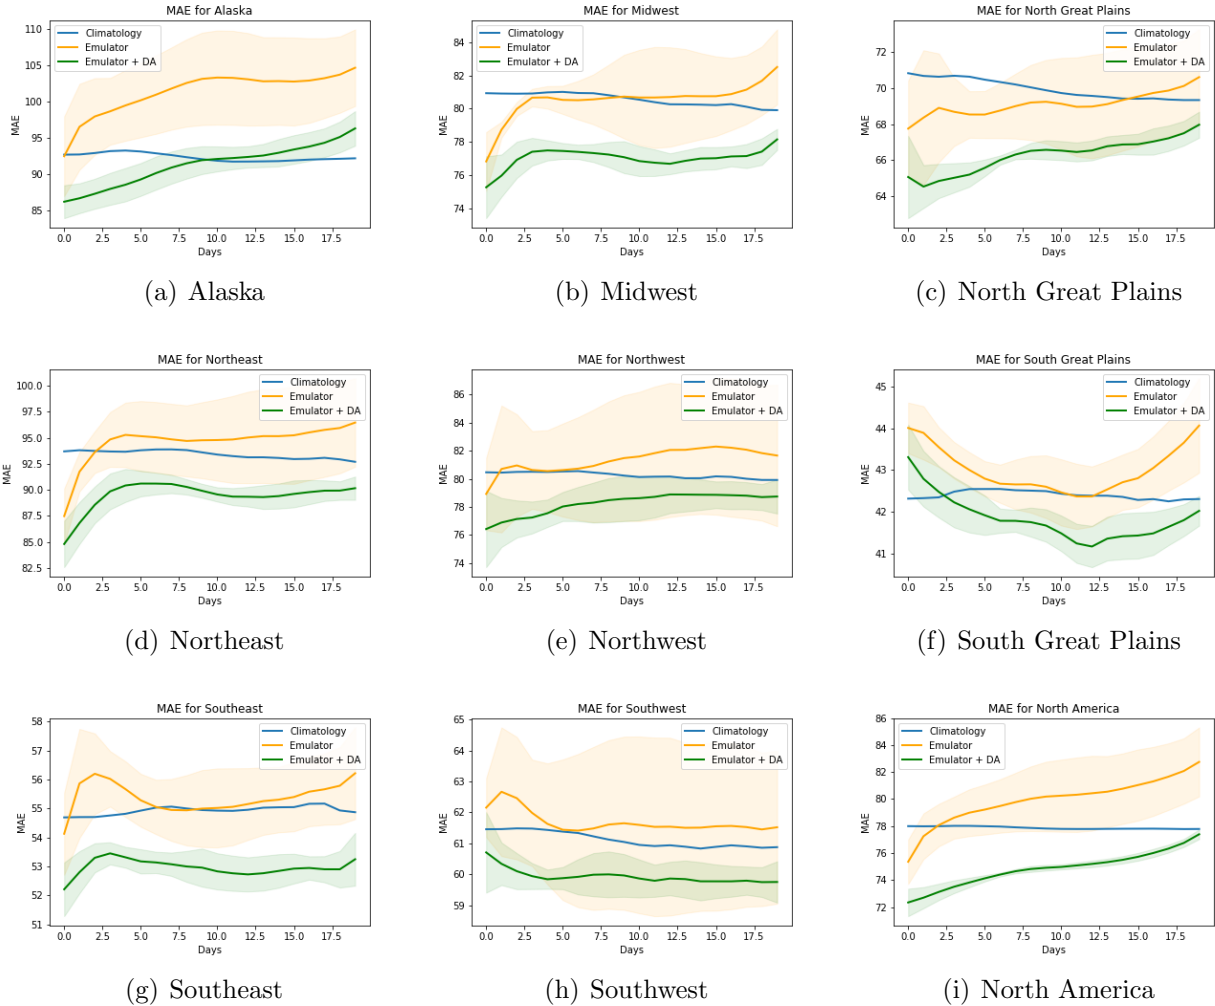 MAE for Alaska
MAE
110
105
100
95
90
85
Climatology
Emulator
Emulator + DA
0.0 2.5 5.0 7.5 10.0 12.5 15.0 17.5
Days
(a) Alaska
MAE for Midwest
MAE
84
82
80
78
76
74
Climatology
Emulator
Emulator + DA
0.0 2.5 5.0 7.5 10.0 12.5 15.0 17.5
Days
(b) Midwest
MAE for North Great Plains
MAE
72
70
68
66
64
Climatology
Emulator
Emulator + DA
0.0 2.5 5.0 7.5 10.0 12.5 15.0 17.5
Days
(c) North Great Plains
MAE for Northeast
MAE
100.0
97.5
95.0
92.5
90.0
87.5
85.0
82.5
Climatology
Emulator
Emulator + DA
0.0 2.5 5.0 7.5 10.0 12.5 15.0 17.5
Days
(d) Northeast
MAE for Northwest
MAE
86
84
82
80
78
76
74
Climatology
Emulator
Emulator + DA
0.0 2.5 5.0 7.5 10.0 12.5 15.0 17.5
Days
(e) Northwest
MAE for South Great Plains
MAE
45
44
43
42
41
Climatology
Emulator
Emulator + DA
0.0 2.5 5.0 7.5 10.0 12.5 15.0 17.5
Days
(f) South Great Plains
MAE for Southeast
MAE
58
57
56
55
54
53
52
51
Climatology
Emulator
Emulator + DA
0.0 2.5 5.0 7.5 10.0 12.5 15.0 17.5
Days
(g) Southeast
MAE for Southwest
MAE
65
64
63
62
61
60
59
Climatology
Emulator
Emulator + DA
0.0 2.5 5.0 7.5 10.0 12.5 15.0 17.5
Days
(h) Southwest
MAE for North America
MAE
86
84
82
80
78
76
74
72
Climatology
Emulator
Emulator + DA
0.0 2.5 5.0 7.5 10.0 12.5 15.0 17.5
Days
(i) North America